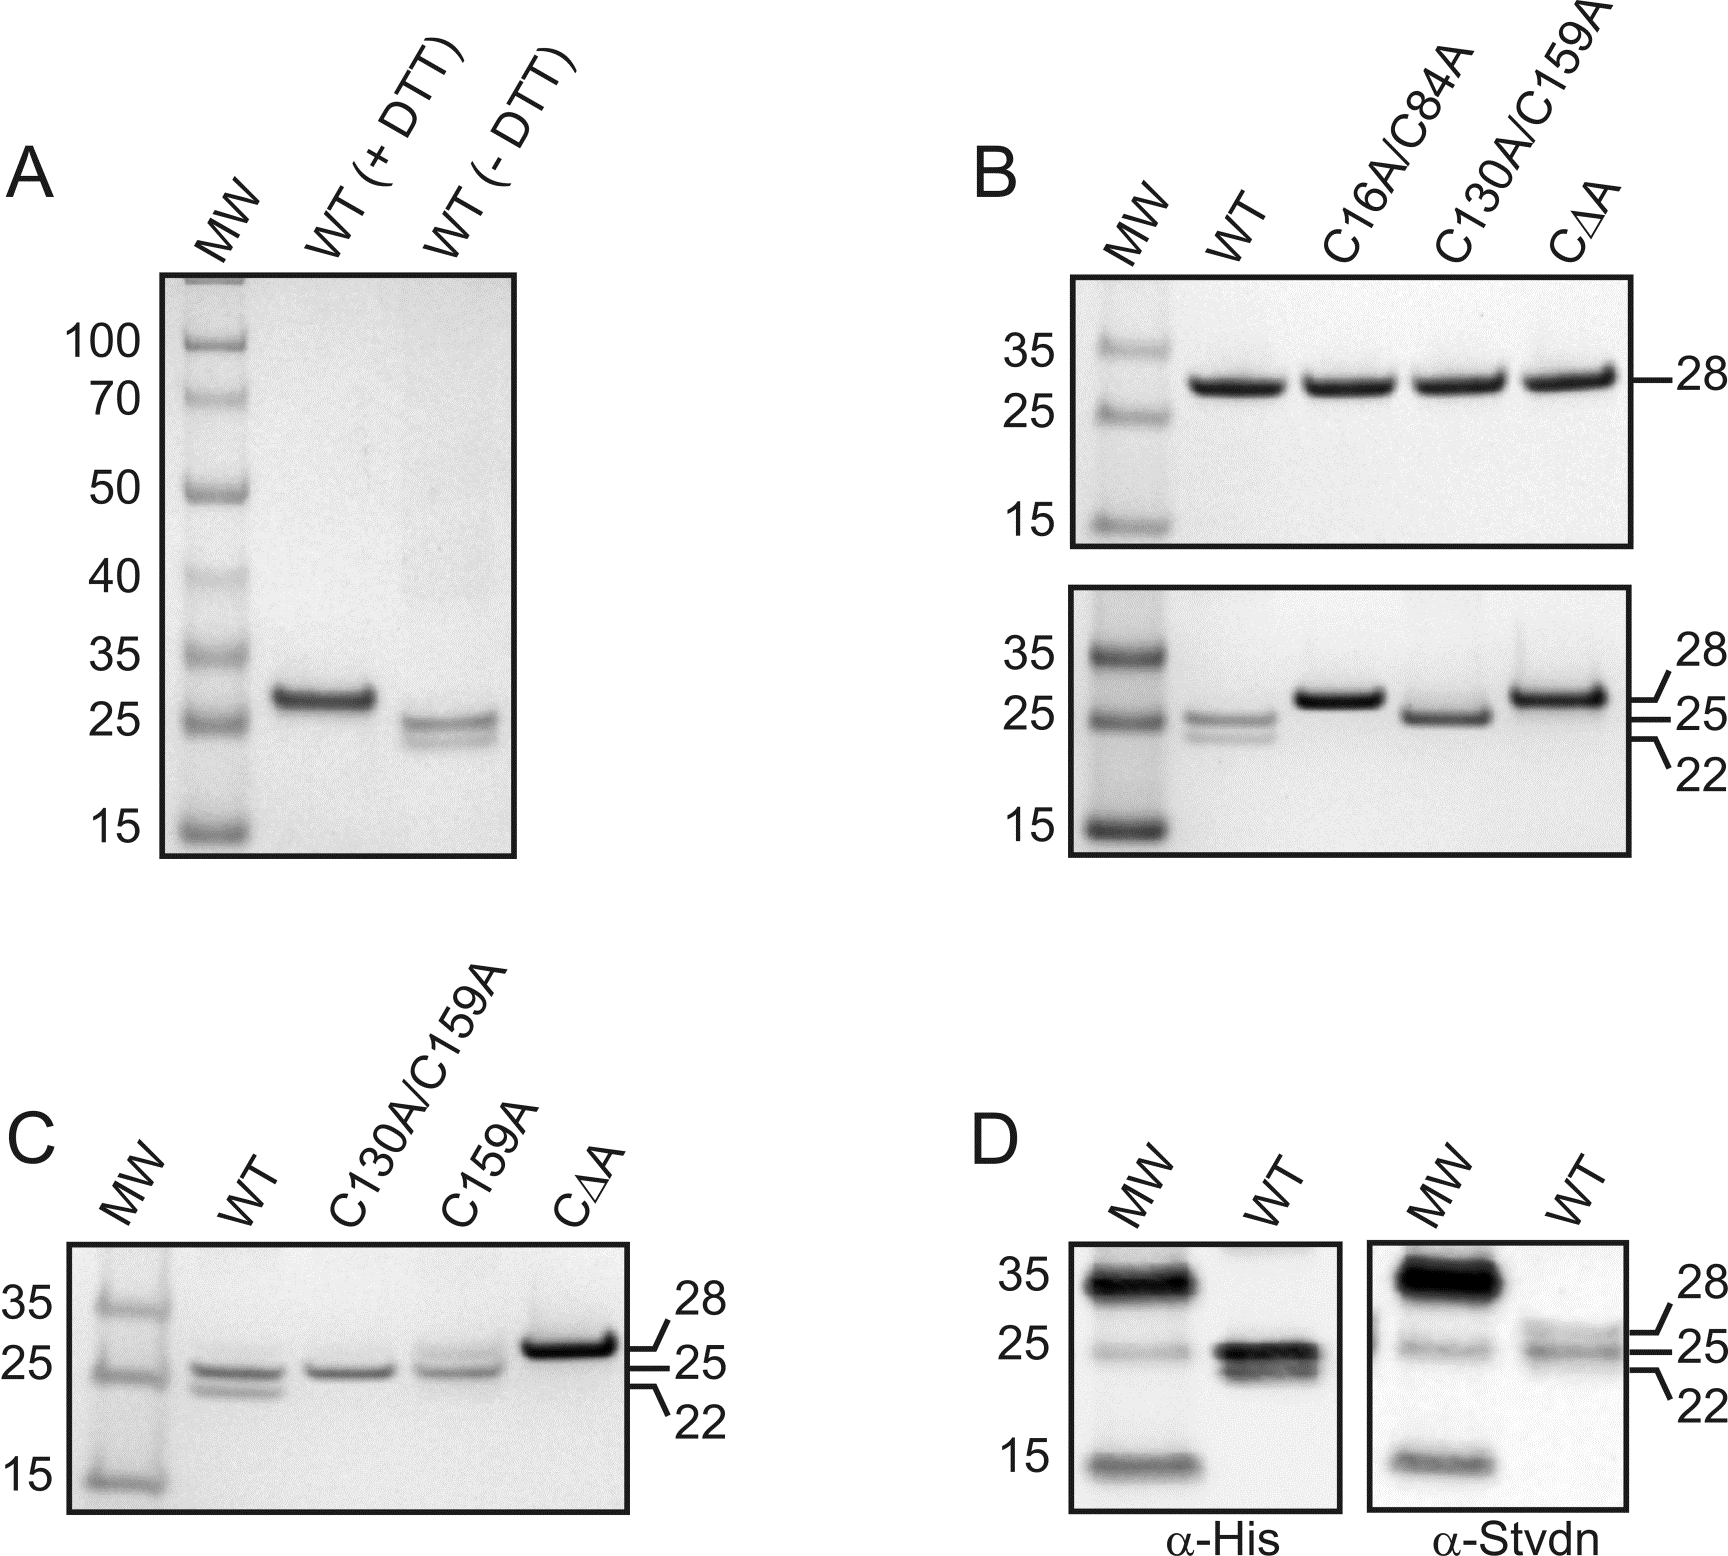 A
MW
WT (+ DTT)
WT (- DTT)
100
70
50
40
35
25
15
B
MW
WT
C16A/C84A
C130A/C159A
CΔA
35
25
15
28
35
25
15
28
25
22
C
MW
WT
C130A/C159A
C159A
CΔA
35
25
15
28
25
22
D
MW
WT
MW
WT
35
25
15
28
25
22
α-His
α-Stvdn